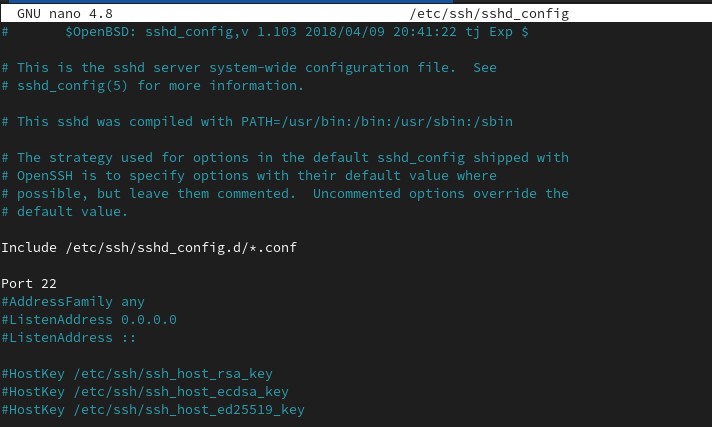 GNU nano 4.8 /etc/ssh/sshd_config
# $OpenBSD: sshd_config,v 1.103 2018/04/09 20:41:22 tj Exp $
# This is the sshd server system-wide configuration file. See
# sshd_config(5) for more information.
# This sshd was compiled with PATH=/usr/bin:/bin:/usr/sbin:/sbin
# The strategy used for options in the default sshd_config shipped with
# OpenSSH is to specify options with their default value where
# possible, but leave them commented. Uncommented options override the
# default value.
Include /etc/ssh/sshd_config.d/*.conf
Port 22
#AddressFamily any
#ListenAddress 0.0.0.0
#ListenAddress ::
#HostKey /etc/ssh/ssh_host_rsa_key
#HostKey /etc/ssh/ssh_host_ecdsa_key
#HostKey /etc/ssh/ssh_host_ed25519_key